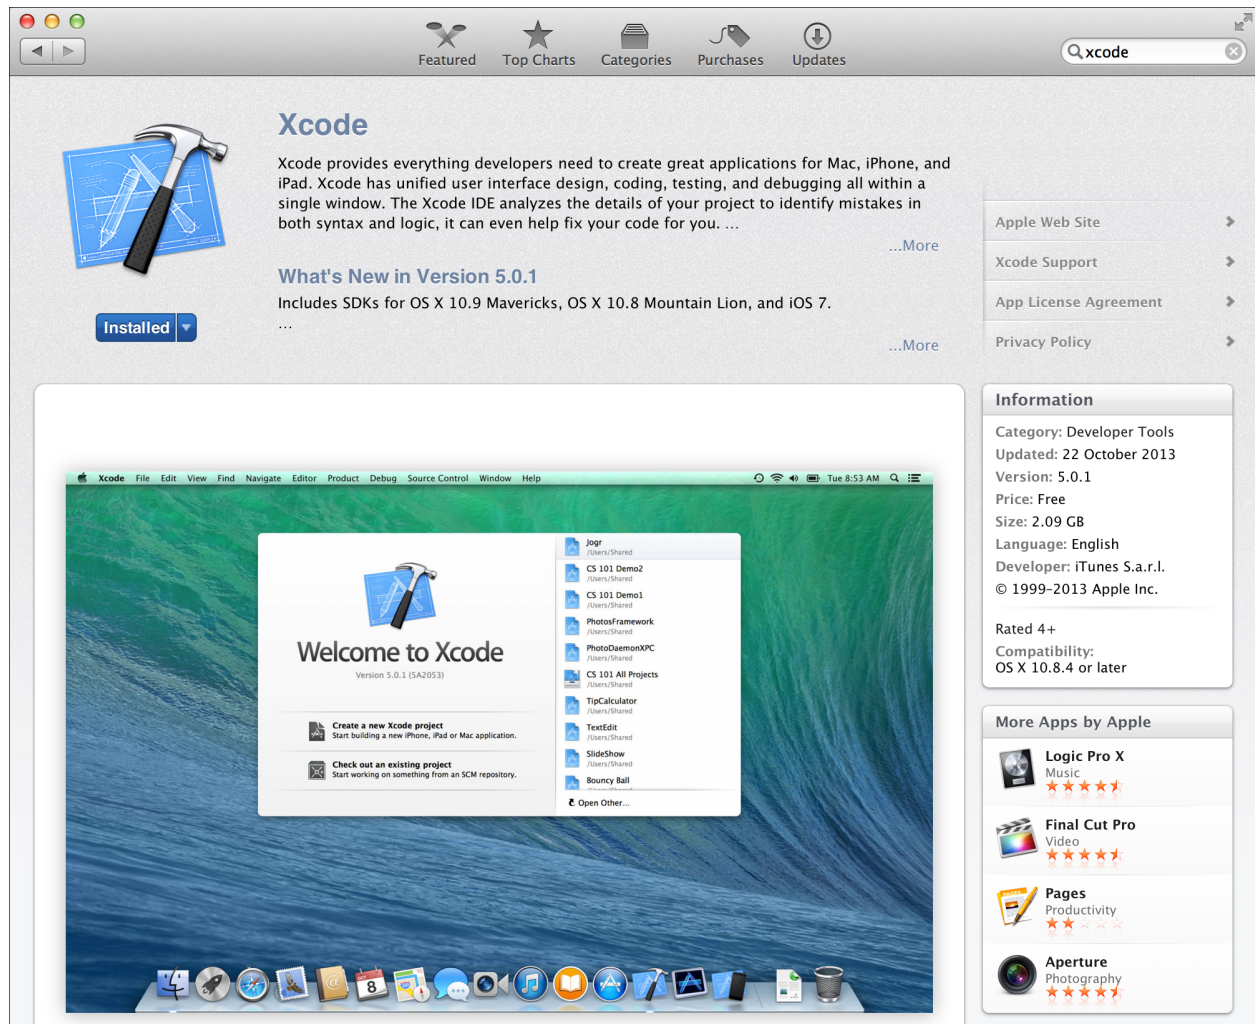 xcode
Featured
Top Charts
Categories
Purchases
Updates
Xcode
Xcode provides everything developers need to create great applications for Mac, iPhone, and
iPad. Xcode has unified user interface design, coding, testing, and debugging all within a
single window. The Xcode IDE analyzes the details of your project to identify mistakes in
both syntax and logic, it can even help fix your code for you. ...
...More
What's New in Version 5.0.1
Includes SDKs for OS X 10.9 Mavericks, OS X 10.8 Mountain Lion, and iOS 7.
...
...More
Installed
Apple Web Site
Xcode Support
App License Agreement
Privacy Policy
Xcode File Edit View Find Navigate Editor Product Debug Source Control Window Help Tue 8:53 AM
Welcome to Xcode
Version 5.0.1 (5A2053)
Create a new Xcode project
Start building a new iPhone, iPad or Mac application.
Check out an existing project
Start working on something from an SCM repository.
Jogr
/Users/Shared
CS 101 Demo2
/Users/Shared
CS 101 Demo1
/Users/Shared
PhotosFramework
/Users/Shared
PhotoDaemonXPC
/Users/Shared
CS 101 All Projects
/Users/Shared
TipCalculator
/Users/Shared
TextEdit
/Users/Shared
SlideShow
/Users/Shared
Bouncy Ball
/Users/Shared
Open Other...
8
Information
Category: Developer Tools
Updated: 22 October 2013
Version: 5.0.1
Price: Free
Size: 2.09 GB
Language: English
Developer: iTunes S.a.r.l.
© 1999–2013 Apple Inc.
Rated 4+
Compatibility:
OS X 10.8.4 or later
More Apps by Apple
Logic Pro X
Music
Final Cut Pro
Video
PAGES
Pages
Productivity
Aperture
Photography